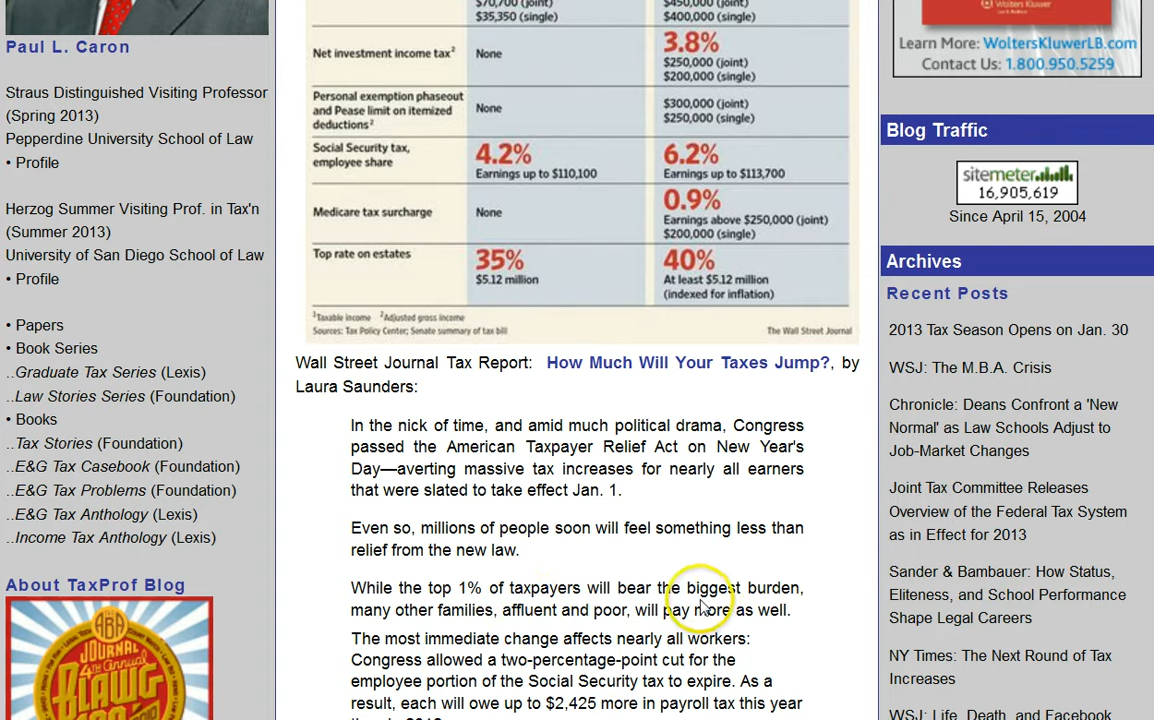 Paul L. Caron
Straus Distinguished Visiting Professor
(Spring 2013)
Pepperdine University School of Law
• Profile
Herzog Summer Visiting Prof. in Tax'n
(Summer 2013)
University of San Diego School of Law
• Profile
• Papers
• Book Series
..Graduate Tax Series (Lexis)
..Law Stories Series (Foundation)
• Books
..Tax Stories (Foundation)
..E&G Tax Casebook (Foundation)
..E&G Tax Problems (Foundation)
..E&G Tax Anthology (Lexis)
..Income Tax Anthology (Lexis)
About TaxProf Blog
ABA
JOURNAL
4th Annual
BLAWG
$70,700 (joint) $450,000 (joint)
$35,350 (single) $400,000 (single)
Net investment income tax² None 3.8%
$250,000 (joint)
$200,000 (single)
Personal exemption phaseout
and Pease limit on itemized
deductions² None $300,000 (joint)
$250,000 (single)
Social Security tax,
employee share 4.2% 6.2%
Earnings up to $110,100 Earnings up to $113,700
Medicare tax surcharge None 0.9%
Earnings above $250,000 (joint)
$200,000 (single)
Top rate on estates 35% 40%
$5.12 million At least $5.12 million
(indexed for inflation)
¹Taxable income ²Adjusted gross income
Sources: Tax Policy Center; Senate summary of tax bill The Wall Street Journal
Wall Street Journal Tax Report: How Much Will Your Taxes Jump?, by
Laura Saunders:
In the nick of time, and amid much political drama, Congress
passed the American Taxpayer Relief Act on New Year's
Day—averting massive tax increases for nearly all earners
that were slated to take effect Jan. 1.
Even so, millions of people soon will feel something less than
relief from the new law.
While the top 1% of taxpayers will bear the biggest burden,
many other families, affluent and poor, will pay more as well.
The most immediate change affects nearly all workers:
Congress allowed a two-percentage-point cut for the
employee portion of the Social Security tax to expire. As a
result, each will owe up to $2,425 more in payroll tax this year
Wolters Kluwer
Learn More: WoltersKluwerLB.com
Contact Us: 1.800.950.5259
Blog Traffic
sitemeter
16,905,619
Since April 15, 2004
Archives
Recent Posts
2013 Tax Season Opens on Jan. 30
WSJ: The M.B.A. Crisis
Chronicle: Deans Confront a 'New
Normal' as Law Schools Adjust to
Job-Market Changes
Joint Tax Committee Releases
Overview of the Federal Tax System
as in Effect for 2013
Sander & Bambauer: How Status,
Eliteness, and School Performance
Shape Legal Careers
NY Times: The Next Round of Tax
Increases
WSJ: Life, Death, and Facebook